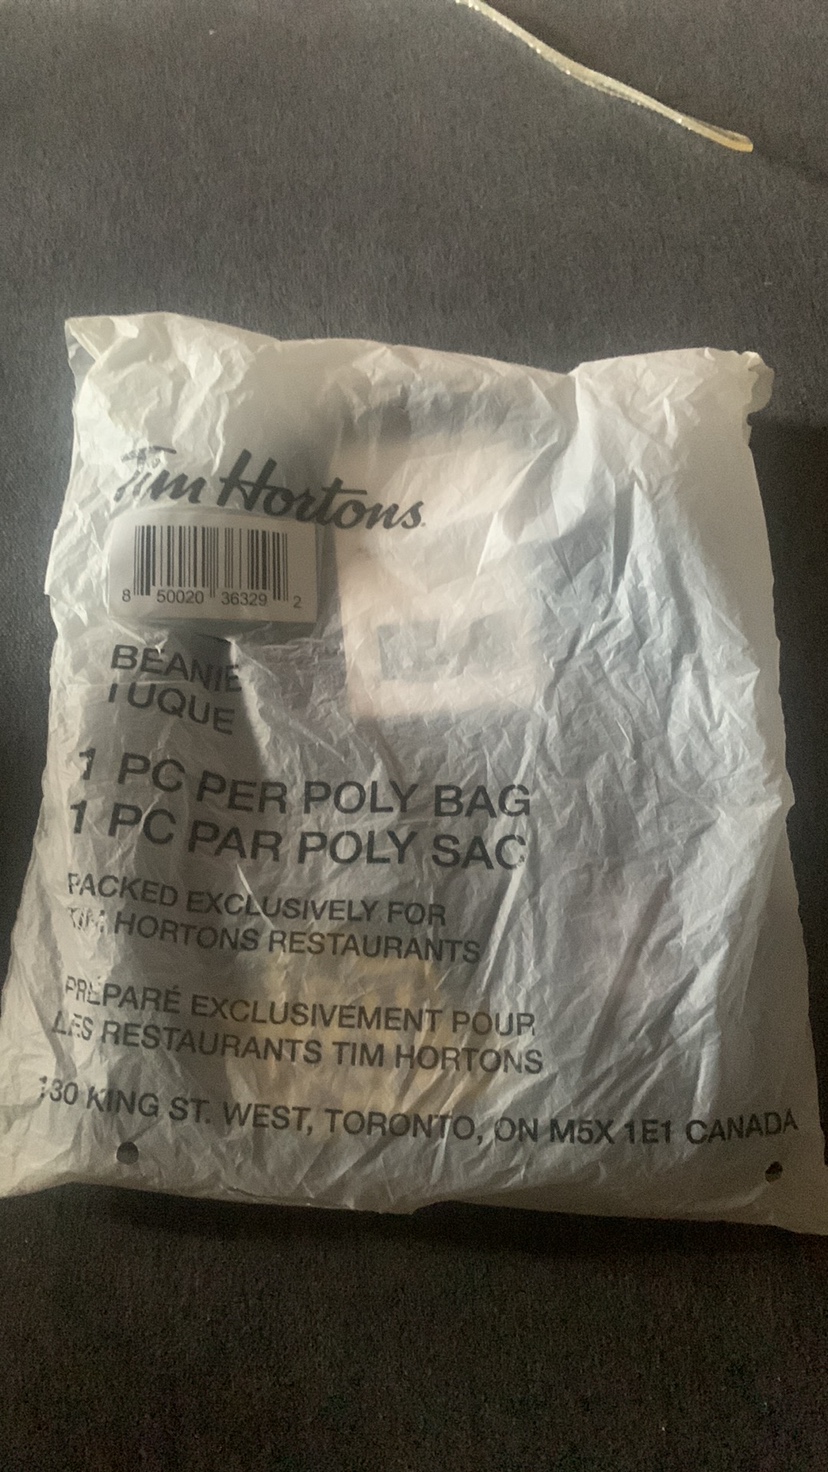 Tim Hortons
8 50020 36329 2
BEANIE
TUQUE
1 PC PER POLY BAG
1 PC PAR POLY SAC
PACKED EXCLUSIVELY FOR
TIM HORTONS RESTAURANTS
PRÉPARÉ EXCLUSIVEMENT POUR
LES RESTAURANTS TIM HORTONS
130 KING ST. WEST, TORONTO, ON M5X 1E1 CANADA